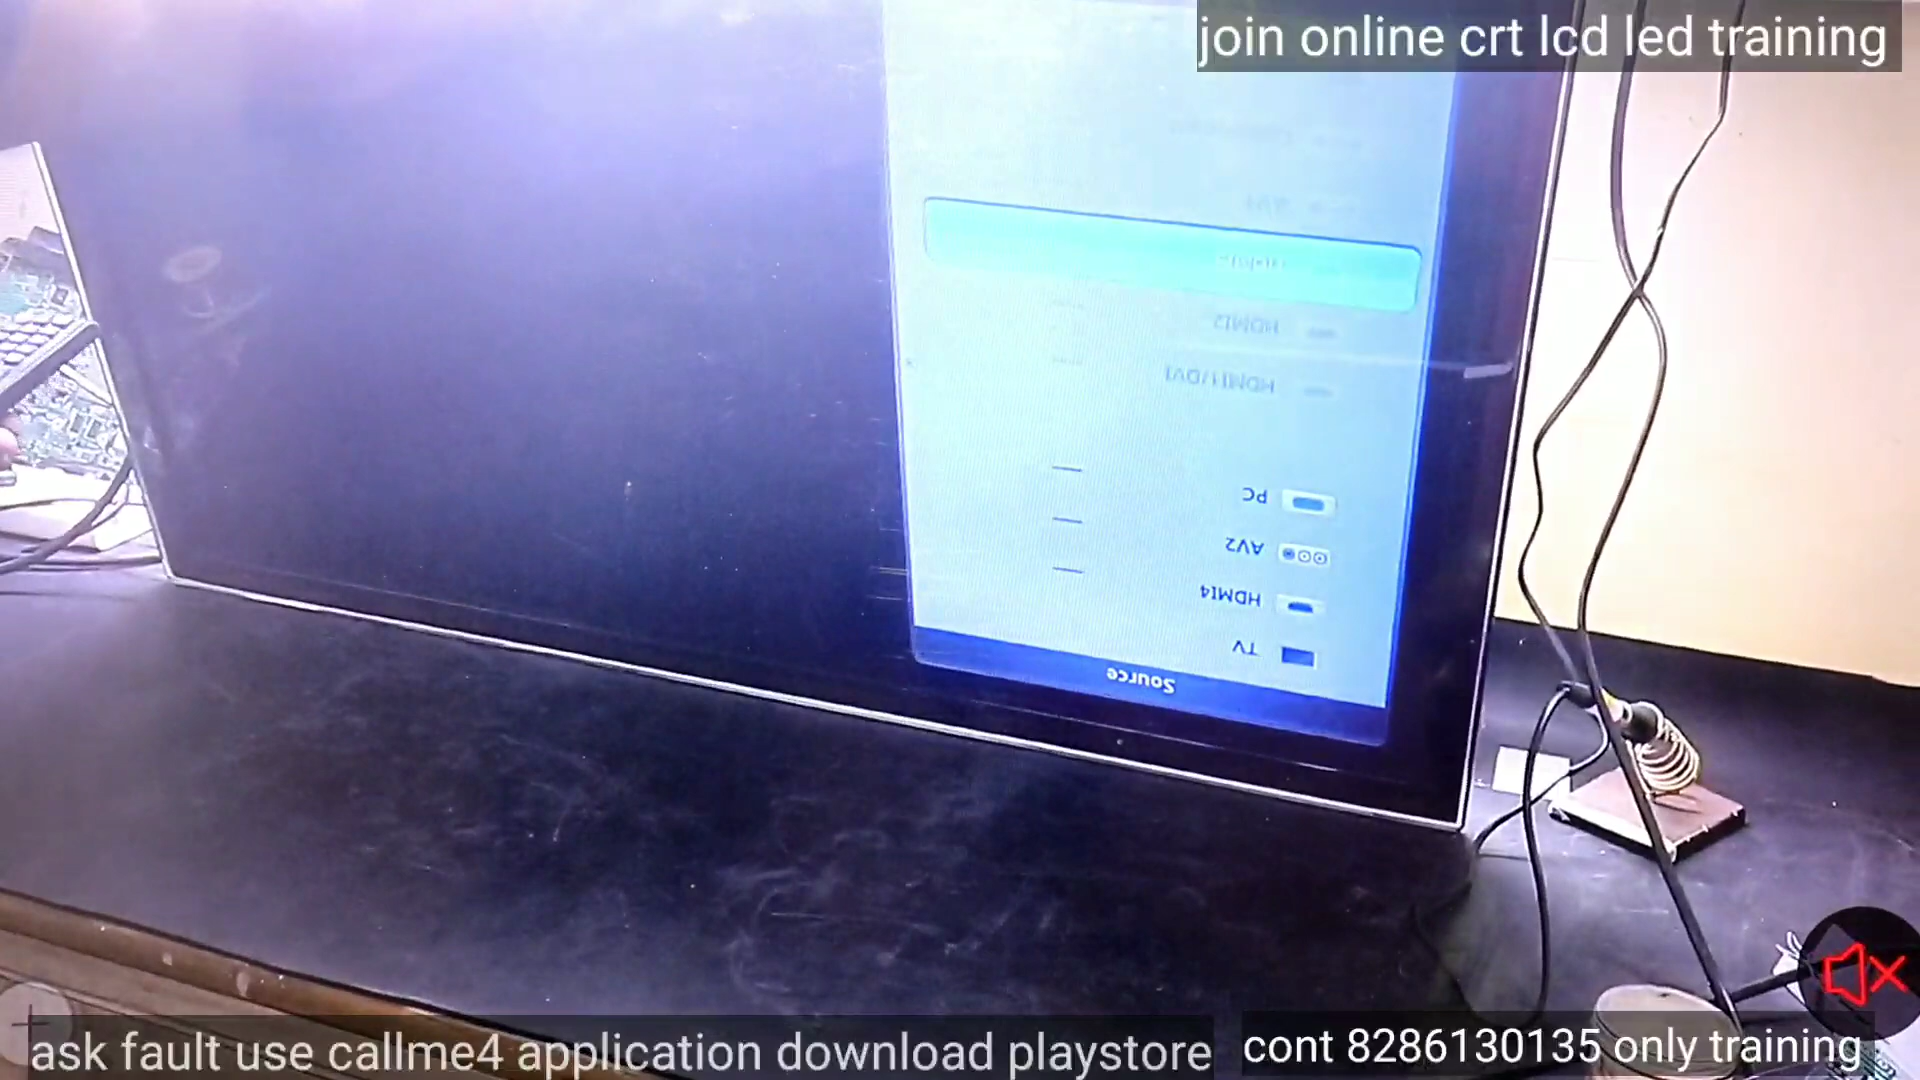 join online crt lcd led training
Source
TV
HDMI4
AV2
PC
HDMI1/DVI
HDMI2
ask fault use callme4 application download playstore
cont 8286130135 only training